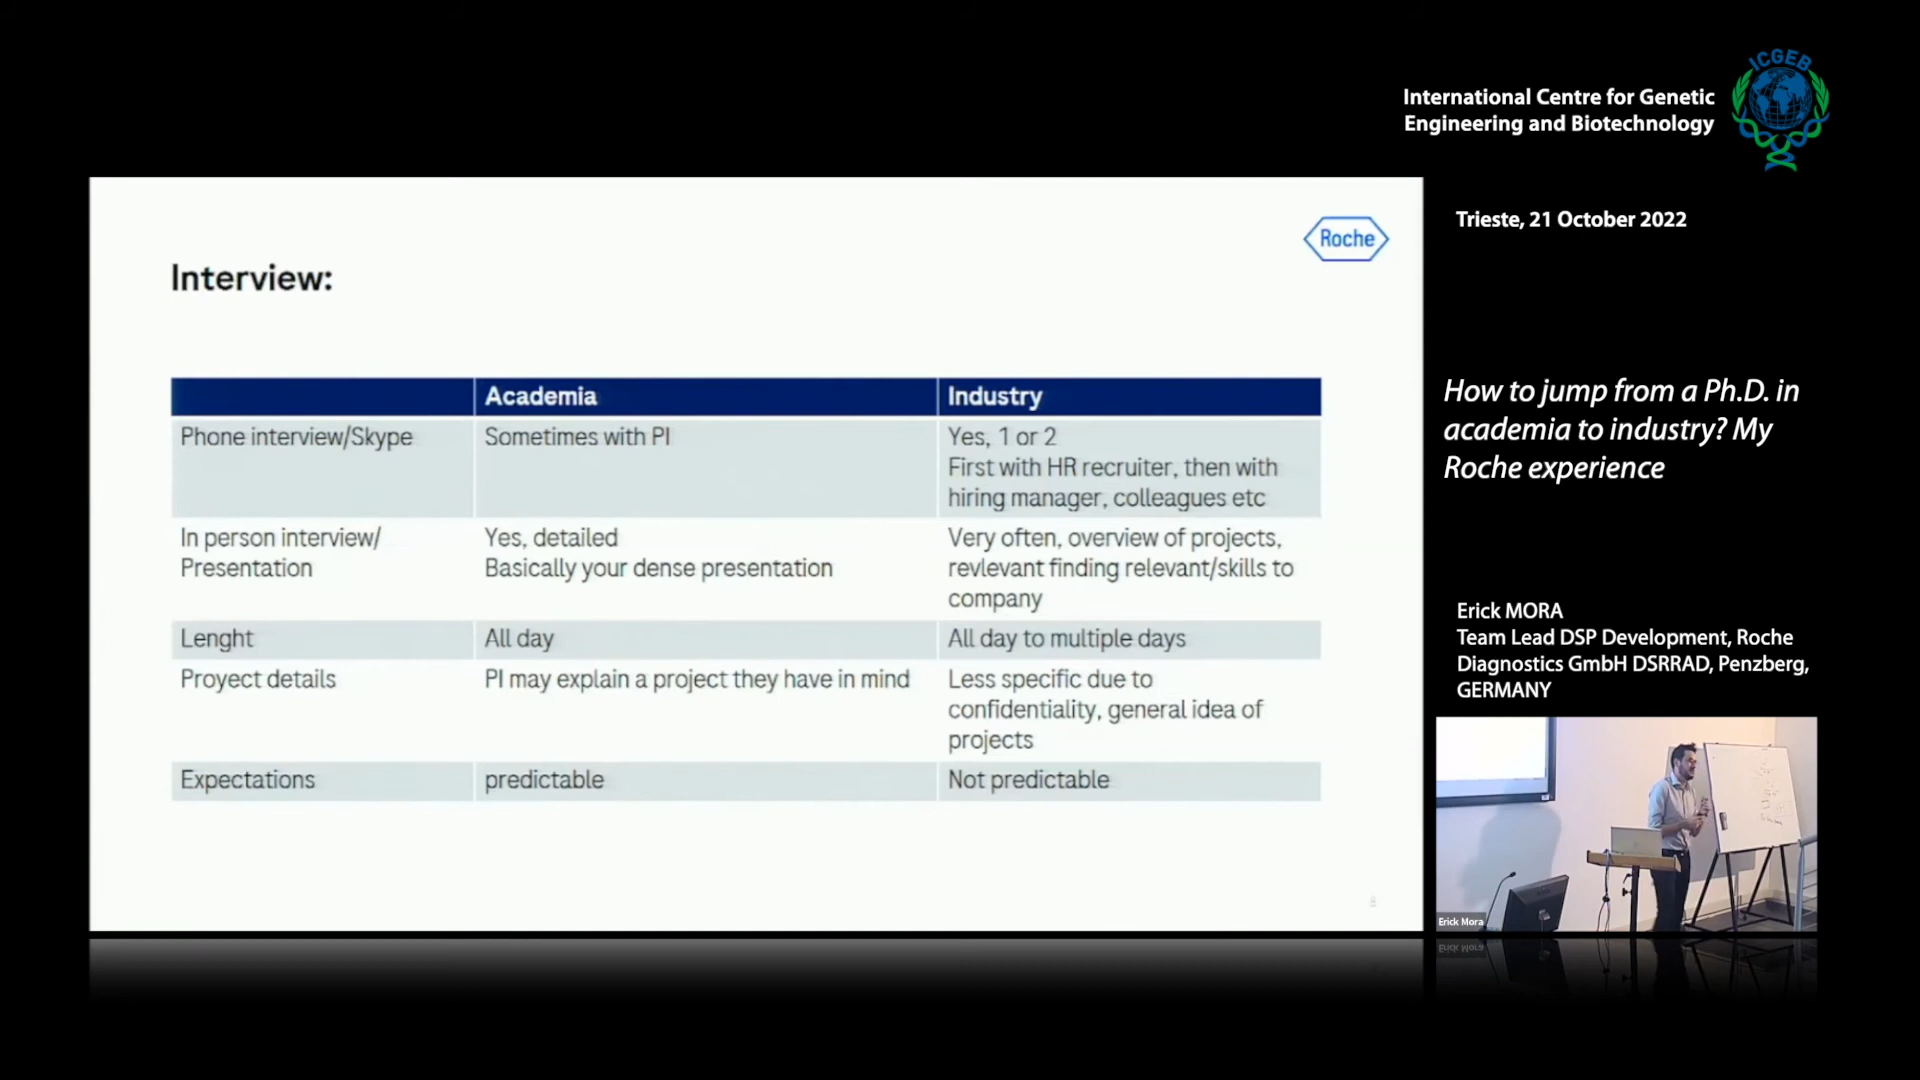 ICGEB
International Centre for Genetic
Engineering and Biotechnology
Trieste, 21 October 2022
Roche
Interview:
Academia
Industry
Phone interview/Skype
Sometimes with PI
Yes, 1 or 2
First with HR recruiter, then with
hiring manager, colleagues etc
In person interview/
Presentation
Yes, detailed
Basically your dense presentation
Very often, overview of projects,
revlevant finding relevant/skills to
company
Lenght
All day
All day to multiple days
Proyect details
PI may explain a project they have in mind
Less specific due to
confidentiality, general idea of
projects
Expectations
predictable
Not predictable
8
How to jump from a Ph.D. in
academia to industry? My
Roche experience
Erick MORA
Team Lead DSP Development, Roche
Diagnostics GmbH DSRRAD, Penzberg,
GERMANY
Erick Mora